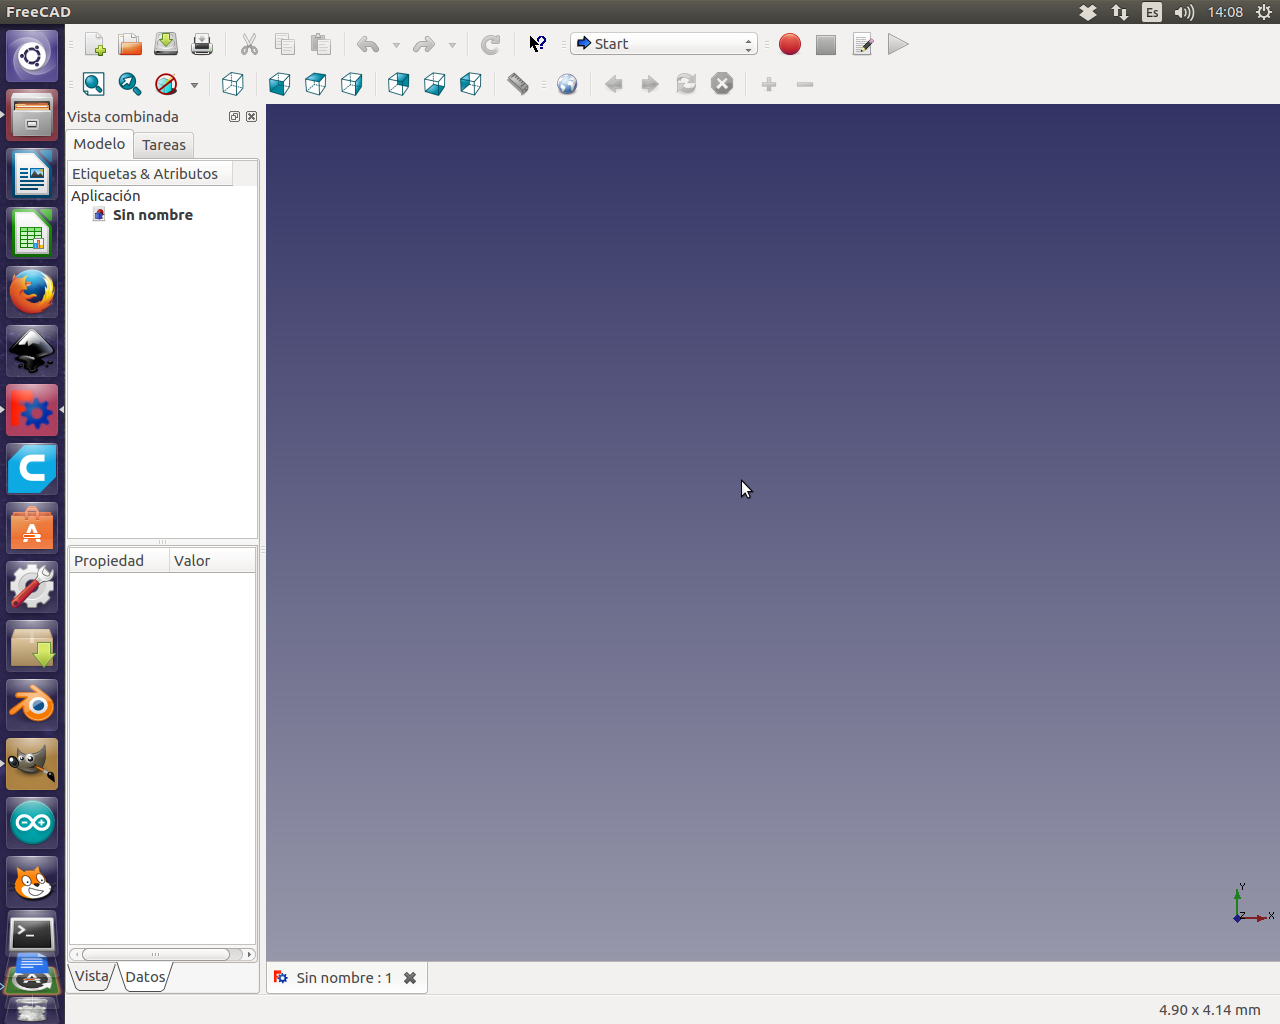 FreeCAD
Es
14:08
Start
Vista combinada
Modelo
Tareas
Etiquetas & Atributos
Aplicación
Sin nombre
Propiedad
Valor
Vista
Datos
Y
Z
X
Sin nombre : 1
4.90 x 4.14 mm